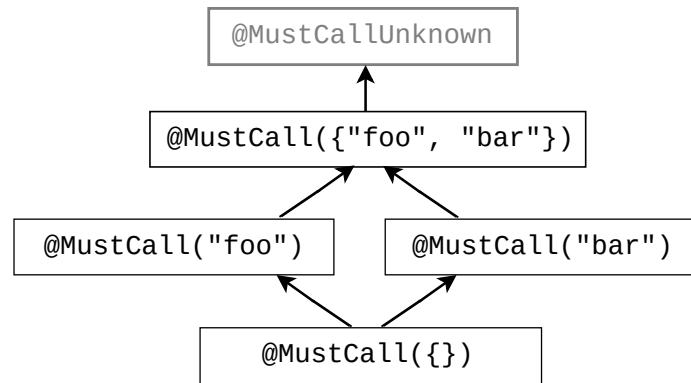 @MustCallUnknown
@MustCall({"foo", "bar"})
@MustCall("foo")
@MustCall("bar")
@MustCall({})